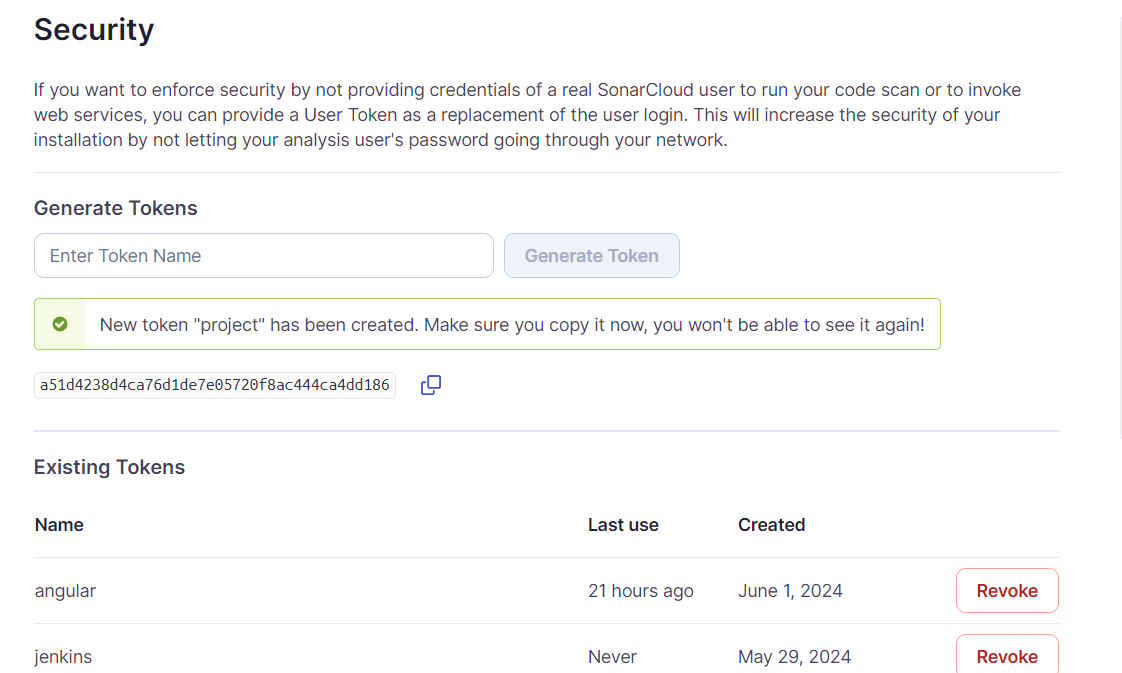 Security
If you want to enforce security by not providing credentials of a real SonarCloud user to run your code scan or to invoke
web services, you can provide a User Token as a replacement of the user login. This will increase the security of your
installation by not letting your analysis user's password going through your network.
Generate Tokens
Enter Token Name
Generate Token
New token "project" has been created. Make sure you copy it now, you won't be able to see it again!
a51d4238d4ca76d1de7e05720f8ac444ca4dd186
Existing Tokens
Name Last use Created
angular 21 hours ago June 1, 2024 Revoke
jenkins Never May 29, 2024 Revoke